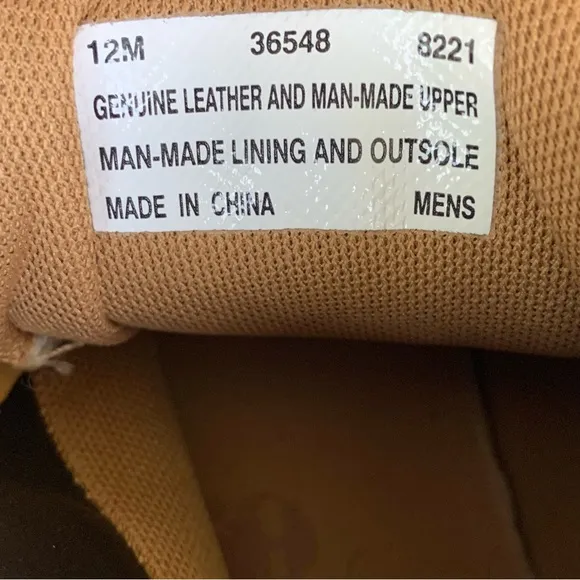 12M 36548 8221
GENUINE LEATHER AND MAN-MADE UPPER
MAN-MADE LINING AND OUTSOLE
MADE IN CHINA MENS